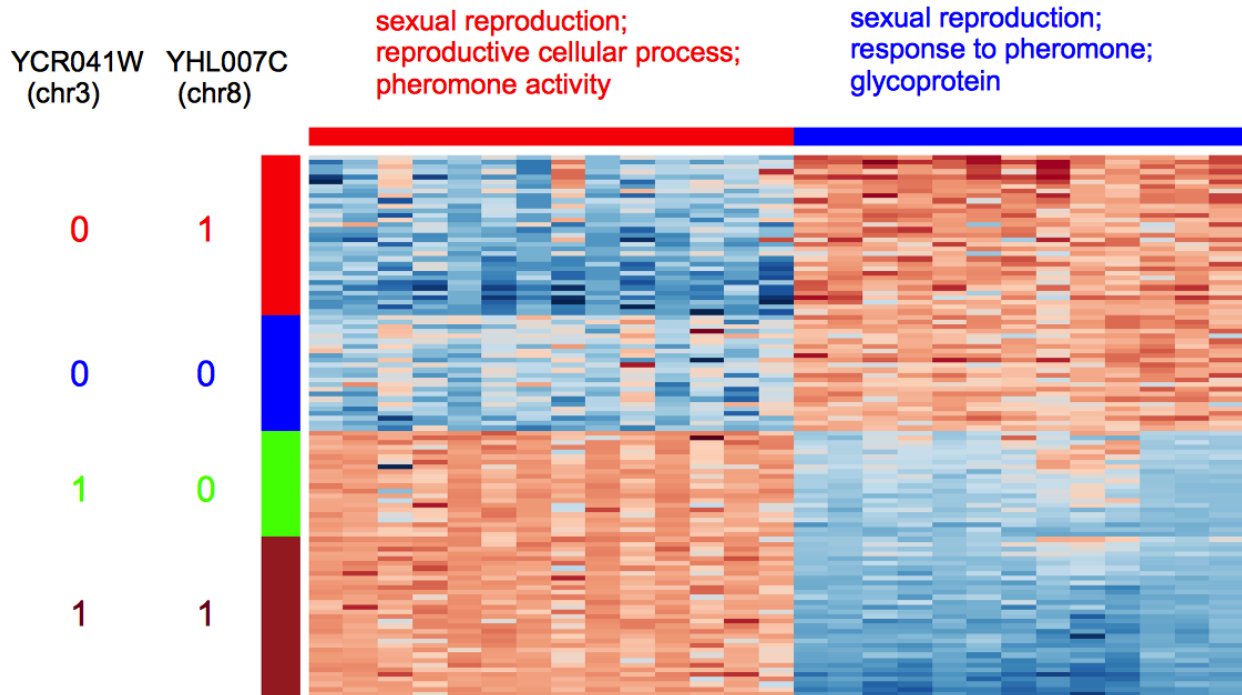 YCR041W YHL007C
(chr3) (chr8)
sexual reproduction;
reproductive cellular process;
pheromone activity
sexual reproduction;
response to pheromone;
glycoprotein
0 1
0 0
1 0
1 1